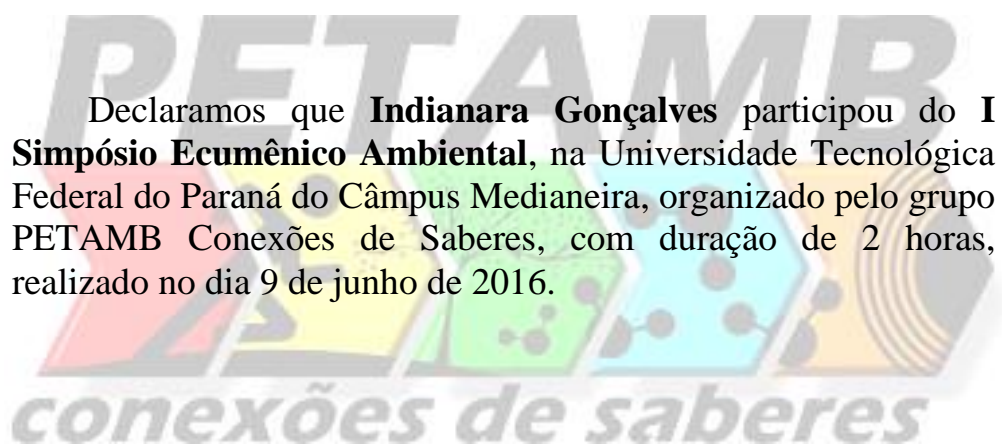 PETAMB
Declaramos que Indianara Gonçalves participou do I
Simpósio Ecumênico Ambiental, na Universidade Tecnológica
Federal do Paraná do Câmpus Medianeira, organizado pelo grupo
PETAMB Conexões de Saberes, com duração de 2 horas,
realizado no dia 9 de junho de 2016.
conexões de saberes